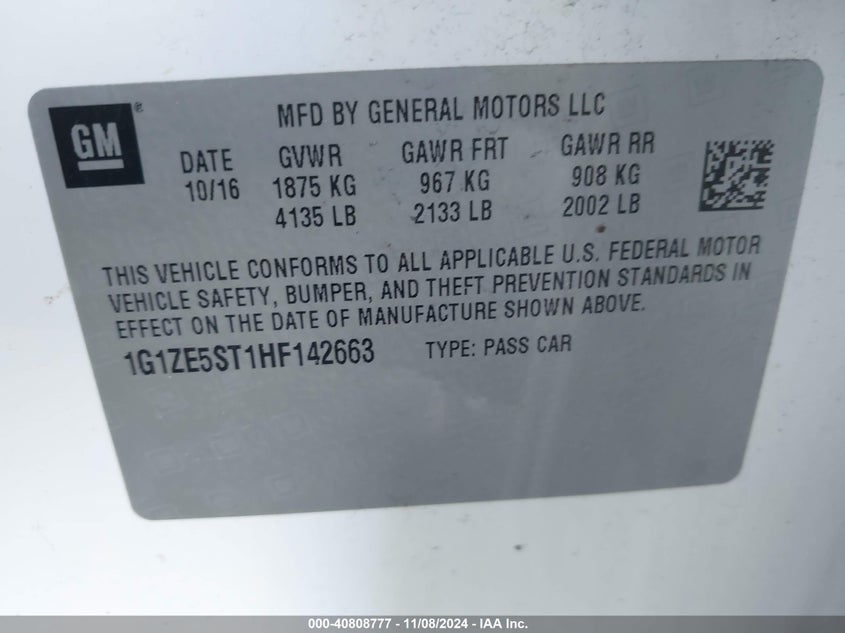 GM®
MFD BY GENERAL MOTORS LLC
DATE GVWR GAWR FRT GAWR RR
10/16 1875 KG 967 KG 908 KG
4135 LB 2133 LB 2002 LB
THIS VEHICLE CONFORMS TO ALL APPLICABLE U.S. FEDERAL MOTOR
VEHICLE SAFETY, BUMPER, AND THEFT PREVENTION STANDARDS IN
EFFECT ON THE DATE OF MANUFACTURE SHOWN ABOVE.
1G1ZE5ST1HF142663 TYPE: PASS CAR
000-40808777 - 11/08/2024 - IAA Inc.